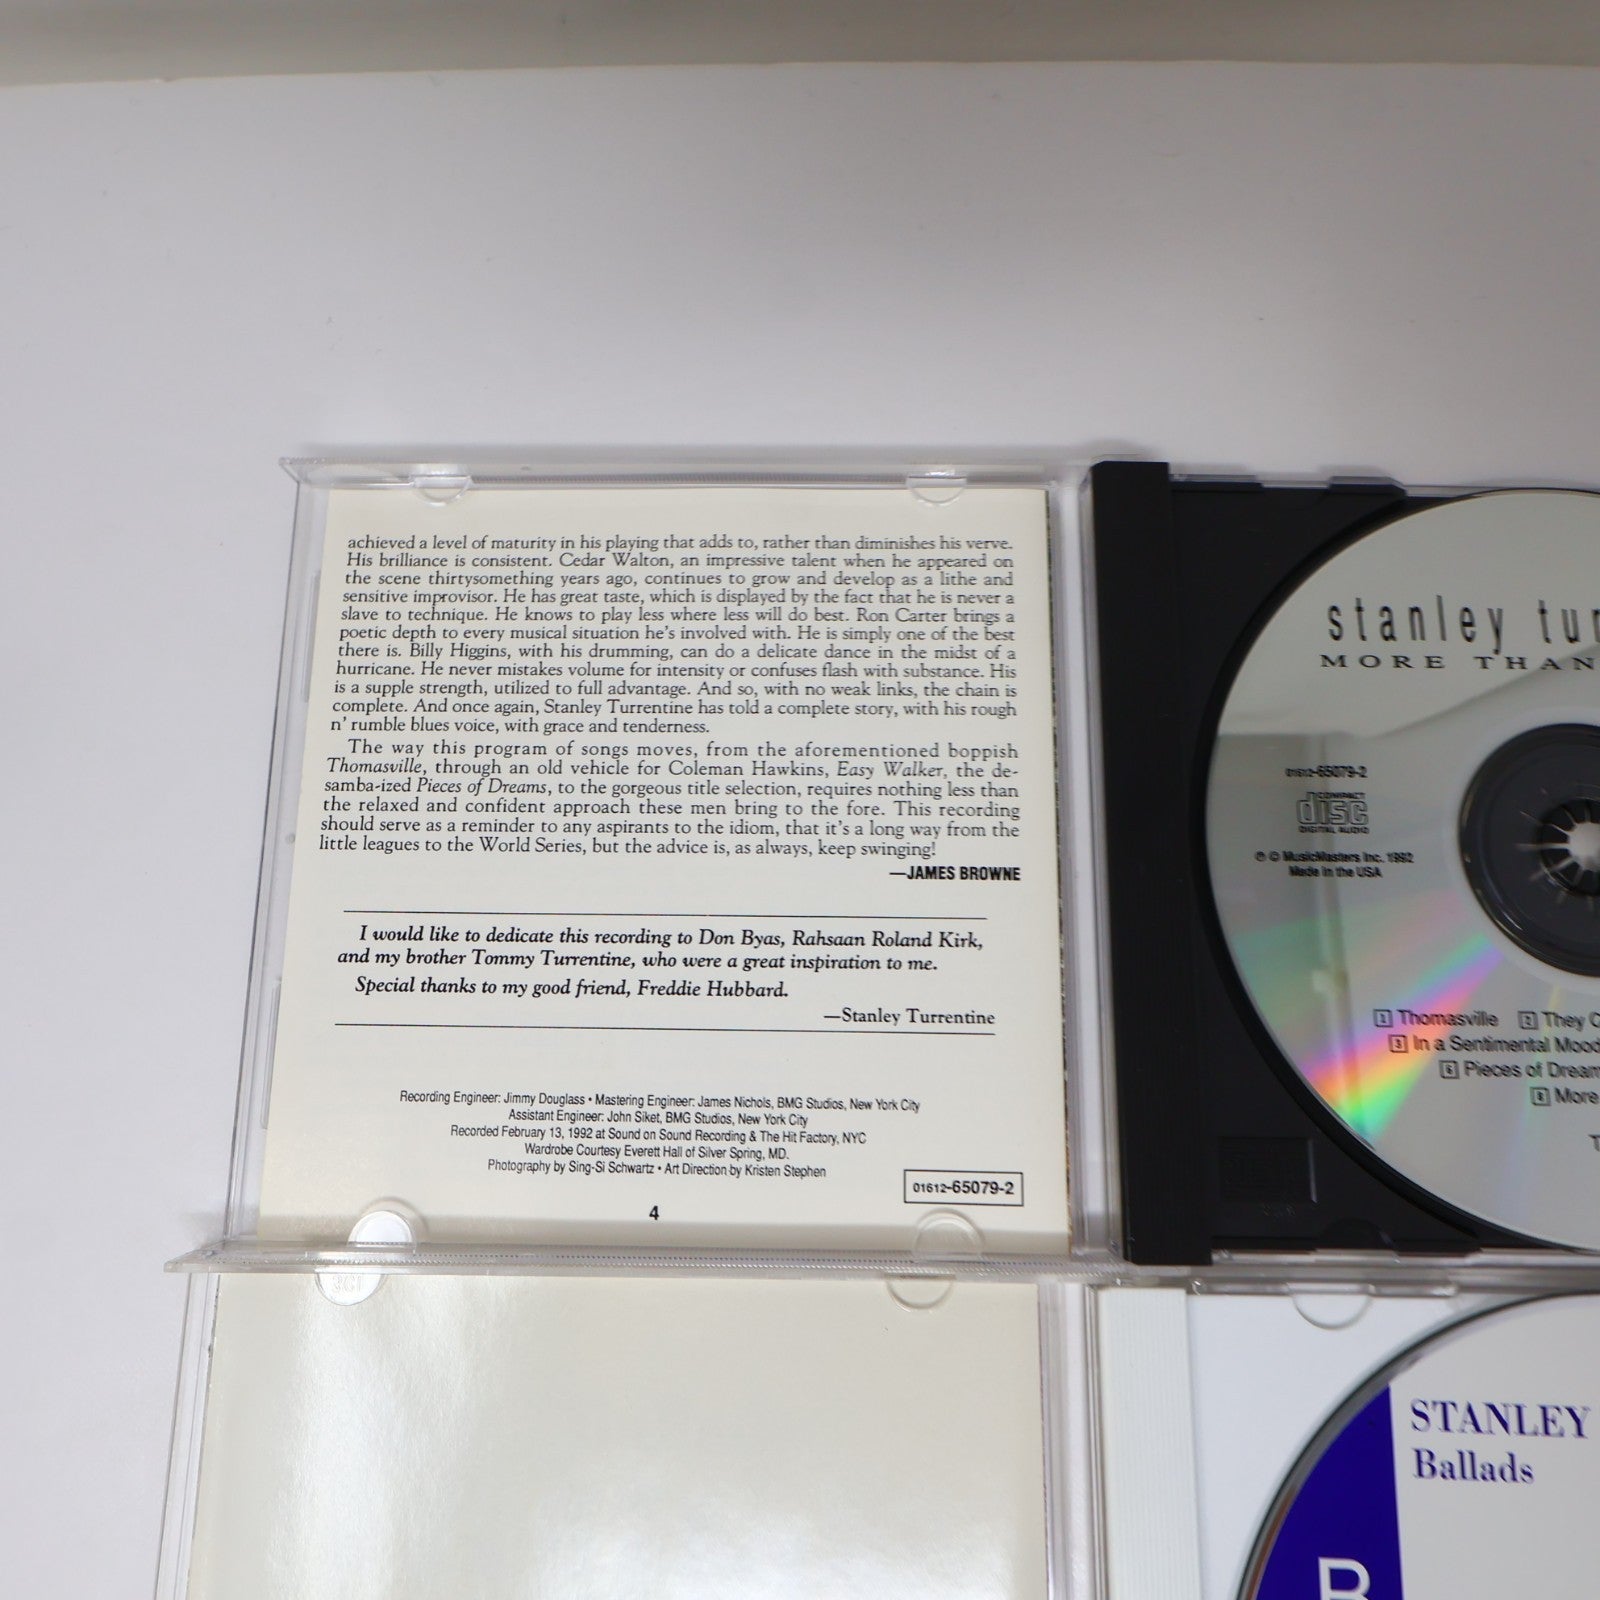 achieved a level of maturity in his playing that adds to, rather than diminishes his verve.
His brilliance is consistent. Cedar Walton, an impressive talent when he appeared on
the scene thirtysomething years ago, continues to grow and develop as a lithe and
sensitive improvisor. He has great taste, which is displayed by the fact that he is never a
slave to technique. He knows to play less where less will do best. Ron Carter brings a
poetic depth to every musical situation he's involved with. He is simply one of the best
there is. Billy Higgins, with his drumming, can do a delicate dance in the midst of a
hurricane. He never mistakes volume for intensity or confuses flash with substance. His
is a supple strength, utilized to full advantage. And so, with no weak links, the chain is
complete. And once again, Stanley Turrentine has told a complete story, with his rough
n' rumble blues voice, with grace and tenderness.
The way this program of songs moves, from the aforementioned boppish
Thomasville, through an old vehicle for Coleman Hawkins, Easy Walker, the de-
samba-ized Pieces of Dreams, to the gorgeous title selection, requires nothing less than
the relaxed and confident approach these men bring to the fore. This recording
should serve as a reminder to any aspirants to the idiom, that it's a long way from the
little leagues to the World Series, but the advice is, as always, keep swinging!
—JAMES BROWNE
I would like to dedicate this recording to Don Byas, Rahsaan Roland Kirk,
and my brother Tommy Turrentine, who were a great inspiration to me.
Special thanks to my good friend, Freddie Hubbard.
—Stanley Turrentine
Recording Engineer: Jimmy Douglass • Mastering Engineer: James Nichols, BMG Studios, New York City
Assistant Engineer: John Siket, BMG Studios, New York City
Recorded February 13, 1992 at Sound on Sound Recording & The Hit Factory, NYC
Wardrobe Courtesy Everett Hall of Silver Spring, MD.
Photography by Sing-Si Schwartz • Art Direction by Kristen Stephen
01612-65079-2
4
stanley tur
MORE THAN
01612-65079-2
COMPACT
disc
DIGITAL AUDIO
℗ © MusicMasters Inc. 1992
Made in the USA
1 Thomasville 2 They C
3 In a Sentimental Mood
6 Pieces of Dream
8 More
T
STANLEY
Ballads
B